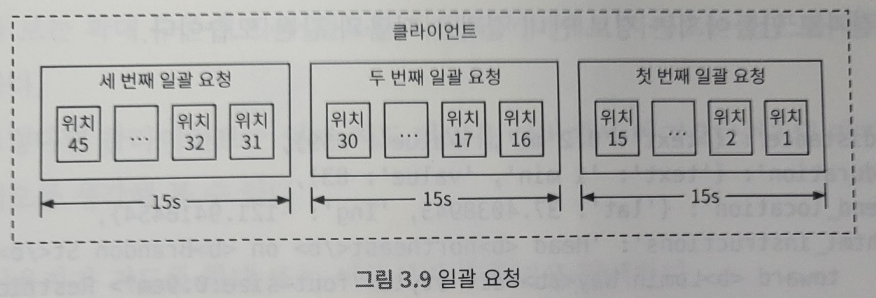 클라이언트
세 번째 일괄 요청
두 번째 일괄 요청
첫 번째 일괄 요청
위치 45
위치 32
위치 31
위치 30
...
위치 17
위치 16
위치 15
...
위치 2
위치 1
15s
15s
15s
그림 3.9 일괄 요청